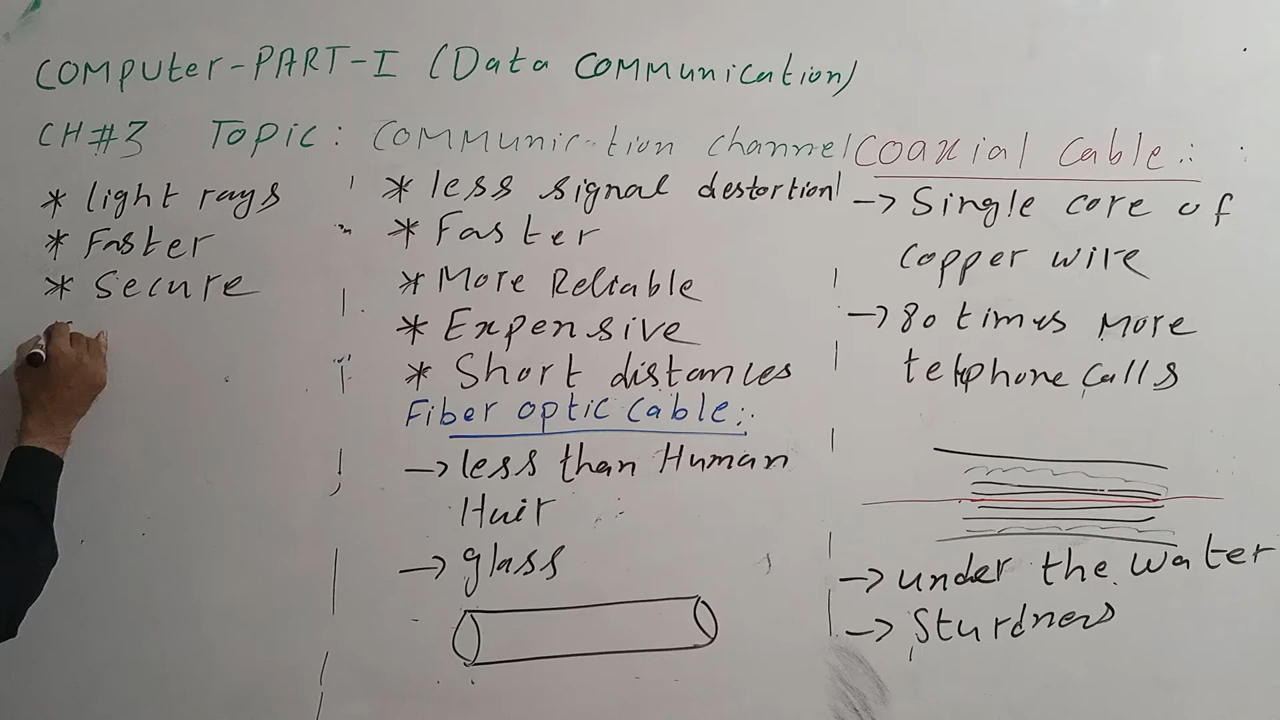 COMPUTER-PART-I (Data COMMUNICATION)
CH#3 Topic: COMMUNICATION channel
* light rays
* Faster
* Secure
* less signal destortion
* Faster
* More Reliable
* Expensive
* Short distances
Fiber optic Cable:
→ less than Human
Hair
→ glass
Coaxial Cable:
→ Single core of
Copper wire
→ 80 times More
telephone calls
→ under the water
→ Sturdness